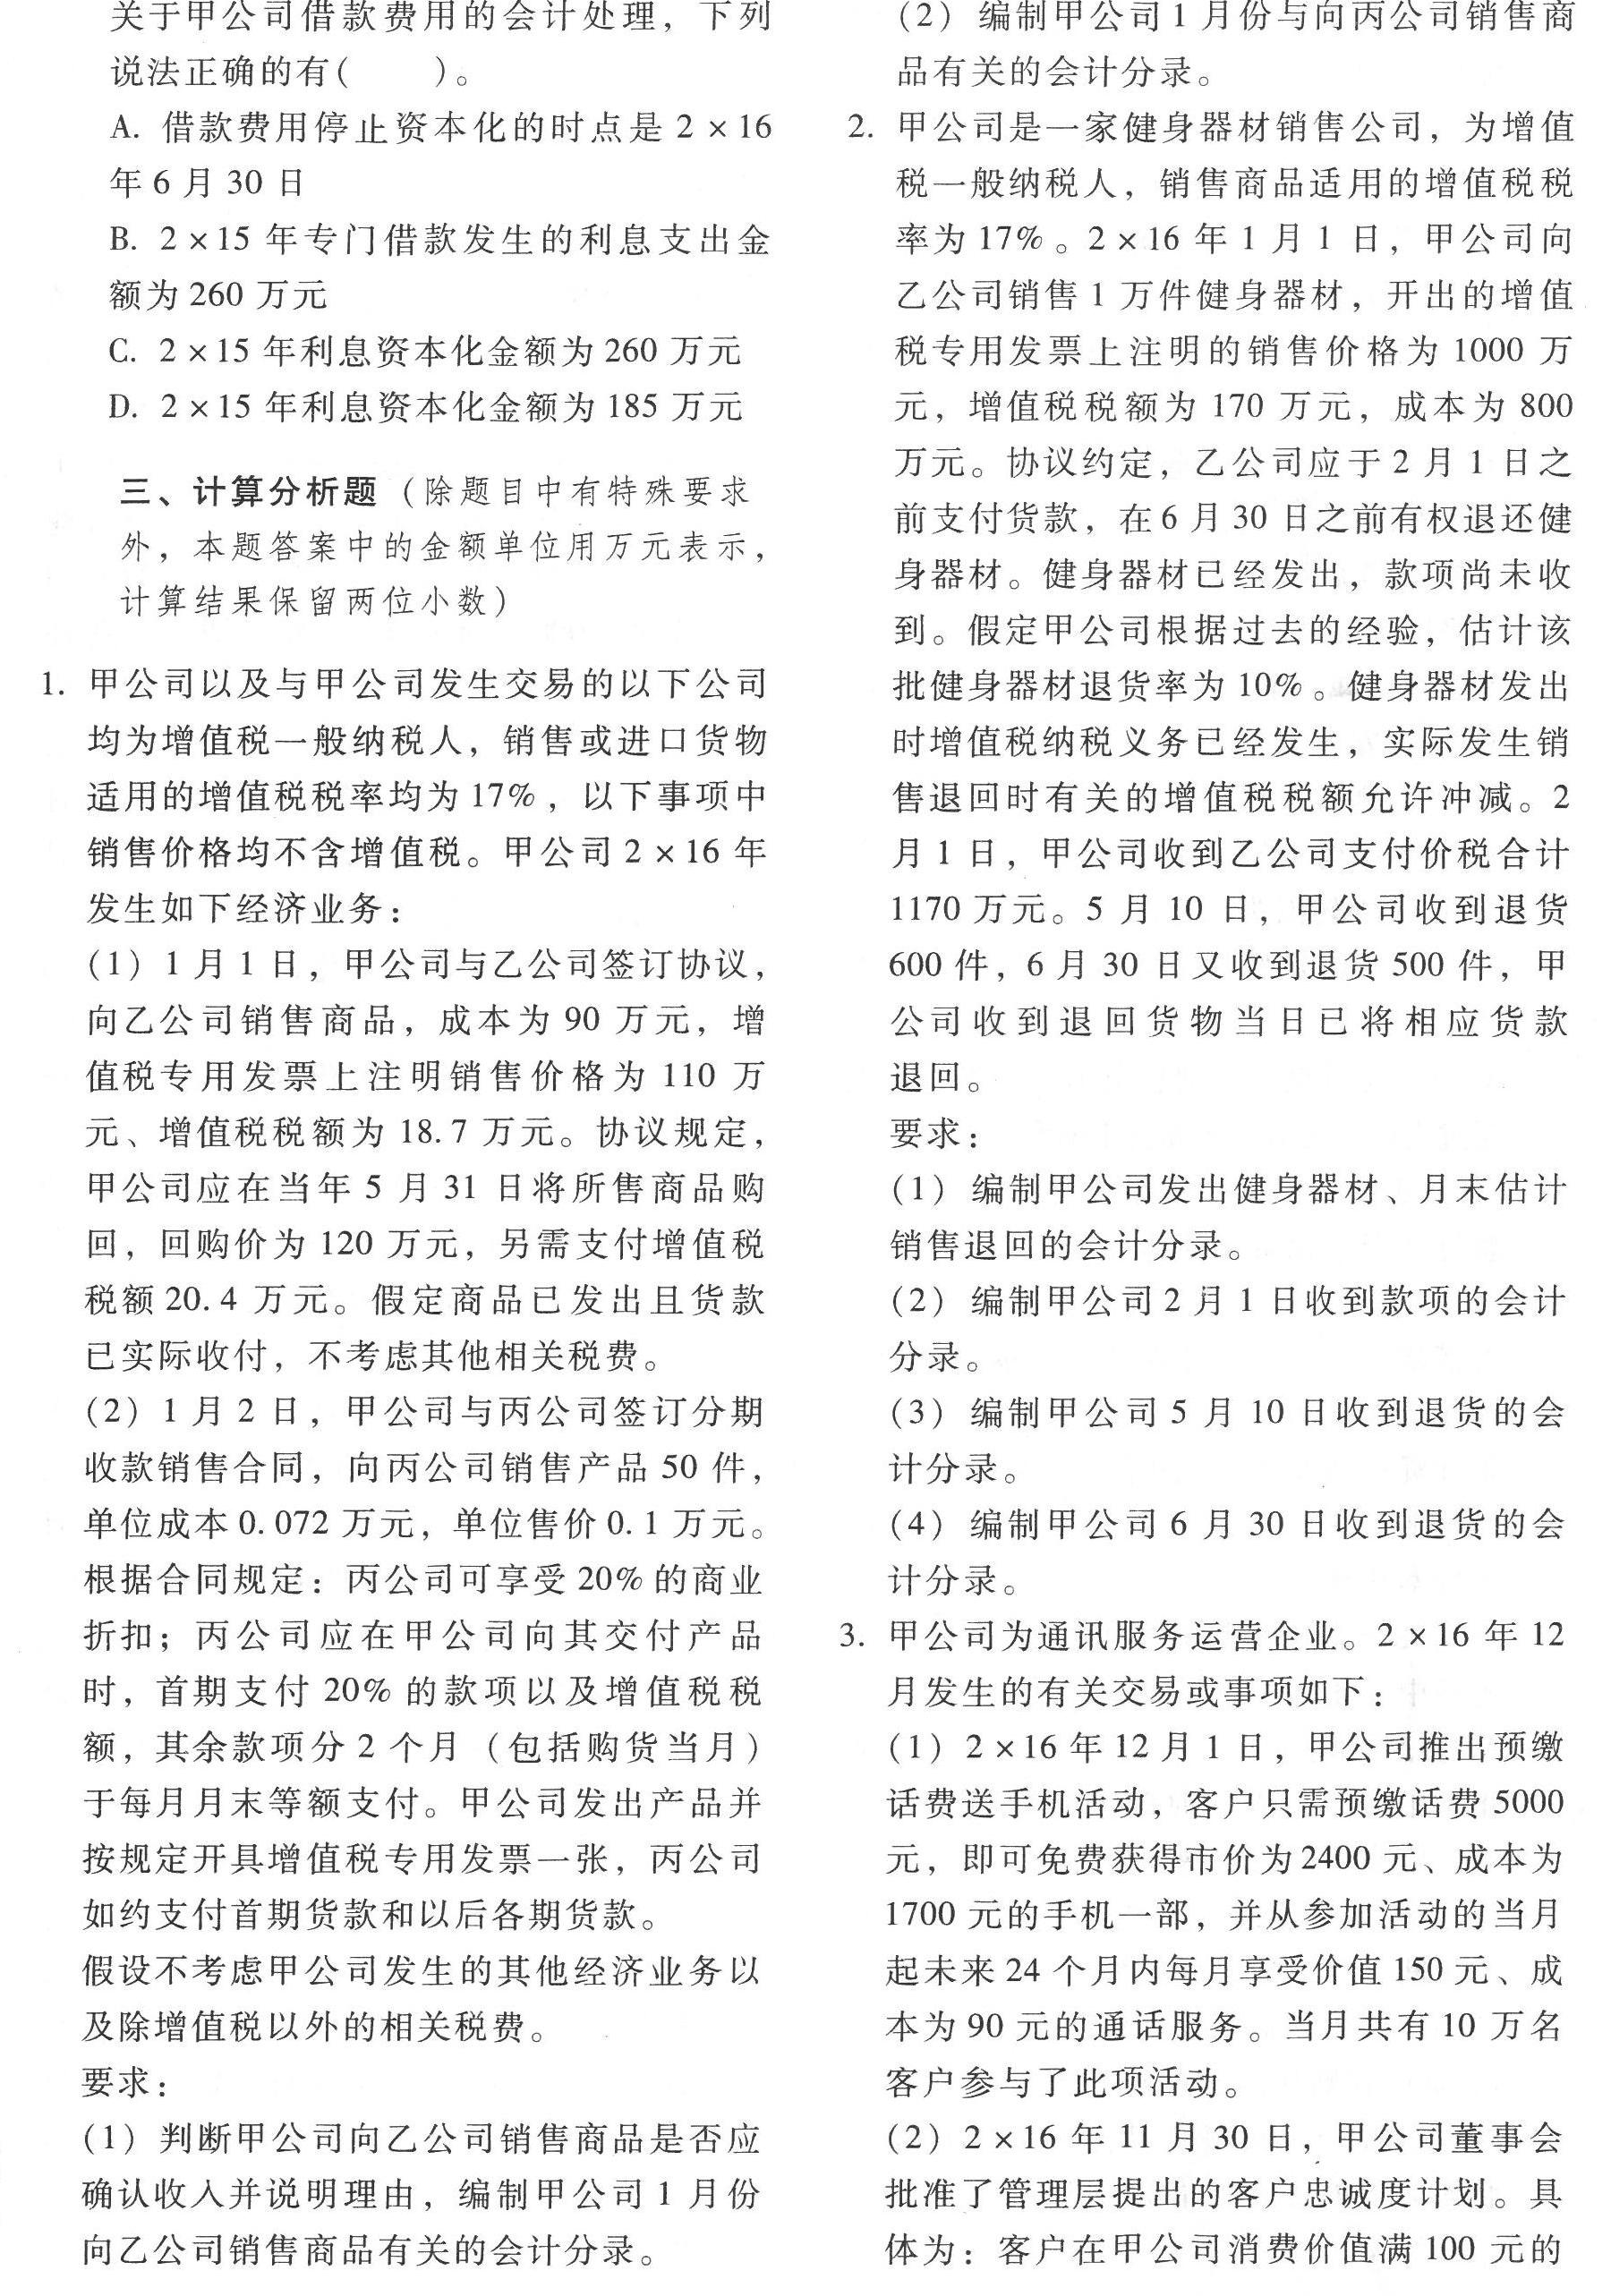 关于甲公司借款费用的会计处理，下列
说法正确的有(　　)。
A. 借款费用停止资本化的时点是 2×16
年 6 月 30 日
B. 2×15 年专门借款发生的利息支出金
额为 260 万元
C. 2×15 年利息资本化金额为 260 万元
D. 2×15 年利息资本化金额为 185 万元
三、计算分析题（除题目中有特殊要求
外，本题答案中的金额单位用万元表示，
计算结果保留两位小数）
1. 甲公司以及与甲公司发生交易的以下公司
均为增值税一般纳税人，销售或进口货物
适用的增值税税率均为 17%，以下事项中
销售价格均不含增值税。甲公司 2×16 年
发生如下经济业务：
(1) 1 月 1 日，甲公司与乙公司签订协议，
向乙公司销售商品，成本为 90 万元，增
值税专用发票上注明销售价格为 110 万
元、增值税税额为 18.7 万元。协议规定，
甲公司应在当年 5 月 31 日将所售商品购
回，回购价为 120 万元，另需支付增值税
税额 20.4 万元。假定商品已发出且货款
已实际收付，不考虑其他相关税费。
(2) 1 月 2 日，甲公司与丙公司签订分期
收款销售合同，向丙公司销售产品 50 件，
单位成本 0.072 万元，单位售价 0.1 万元。
根据合同规定：丙公司可享受 20% 的商业
折扣；丙公司应在甲公司向其交付产品
时，首期支付 20% 的款项以及增值税税
额，其余款项分 2 个月（包括购货当月）
于每月月末等额支付。甲公司发出产品并
按规定开具增值税专用发票一张，丙公司
如约支付首期货款和以后各期货款。
假设不考虑甲公司发生的其他经济业务以
及除增值税以外的相关税费。
要求：
(1) 判断甲公司向乙公司销售商品是否应
确认收入并说明理由，编制甲公司 1 月份
向乙公司销售商品有关的会计分录。
(2) 编制甲公司 1 月份与向丙公司销售商
品有关的会计分录。
2. 甲公司是一家健身器材销售公司，为增值
税一般纳税人，销售商品适用的增值税税
率为 17%。2×16 年 1 月 1 日，甲公司向
乙公司销售 1 万件健身器材，开出的增值
税专用发票上注明的销售价格为 1000 万
元，增值税税额为 170 万元，成本为 800
万元。协议约定，乙公司应于 2 月 1 日之
前支付货款，在 6 月 30 日之前有权退还健
身器材。健身器材已经发出，款项尚未收
到。假定甲公司根据过去的经验，估计该
批健身器材退货率为 10%。健身器材发出
时增值税纳税义务已经发生，实际发生销
售退回时有关的增值税税额允许冲减。2
月 1 日，甲公司收到乙公司支付价税合计
1170 万元。5 月 10 日，甲公司收到退货
600 件，6 月 30 日又收到退货 500 件，甲
公司收到退回货物当日已将相应货款
退回。
要求：
(1) 编制甲公司发出健身器材、月末估计
销售退回的会计分录。
(2) 编制甲公司 2 月 1 日收到款项的会计
分录。
(3) 编制甲公司 5 月 10 日收到退货的会
计分录。
(4) 编制甲公司 6 月 30 日收到退货的会
计分录。
3. 甲公司为通讯服务运营企业。2×16 年 12
月发生的有关交易或事项如下：
(1) 2×16 年 12 月 1 日，甲公司推出预缴
话费送手机活动，客户只需预缴话费 5000
元，即可免费获得市价为 2400 元、成本为
1700 元的手机一部，并从参加活动的当月
起未来 24 个月内每月享受价值 150 元、成
本为 90 元的通话服务。当月共有 10 万名
客户参与了此项活动。
(2) 2×16 年 11 月 30 日，甲公司董事会
批准了管理层提出的客户忠诚度计划。具
体为：客户在甲公司消费价值满 100 元的